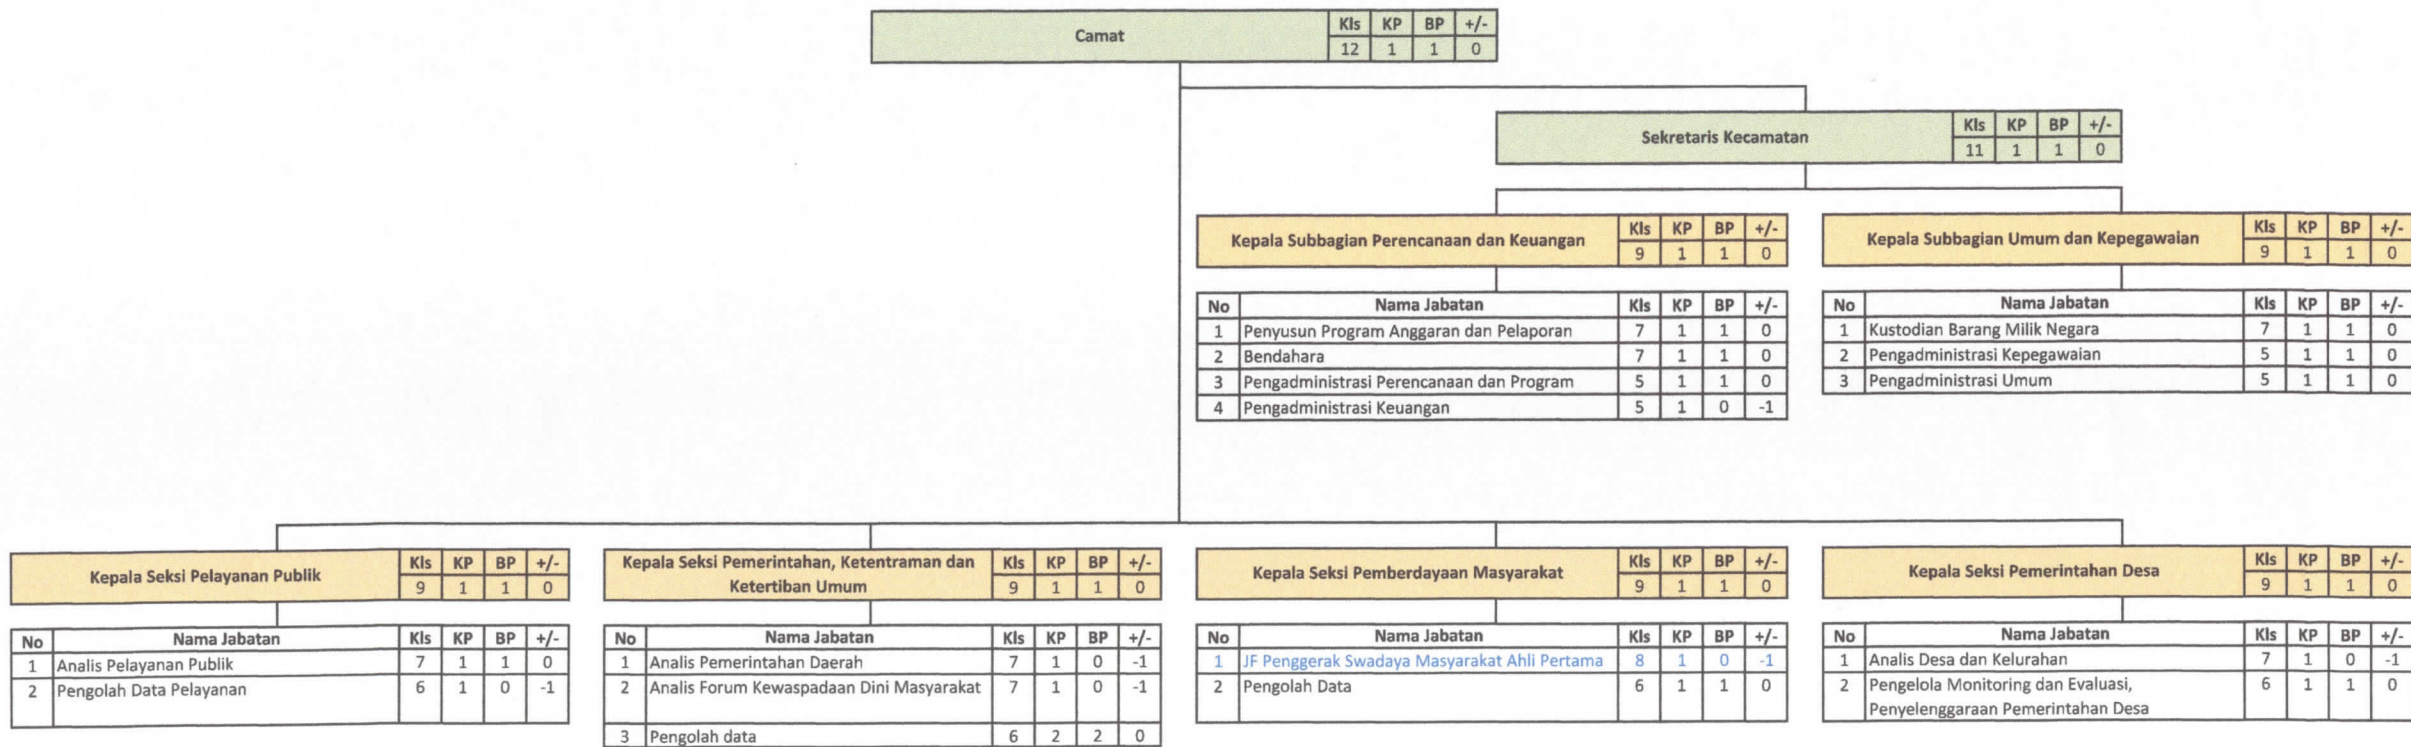 Camat
Kls KP BP +/-
12 1 1 0
Sekretaris Kecamatan
Kls KP BP +/-
11 1 1 0
Kepala Subbagian Perencanaan dan Keuangan
Kls KP BP +/-
9 1 1 0
No Nama Jabatan Kls KP BP +/-
1 Penyusun Program Anggaran dan Pelaporan 7 1 1 0
2 Bendahara 7 1 1 0
3 Pengadministrasi Perencanaan dan Program 5 1 1 0
4 Pengadministrasi Keuangan 5 1 0 -1
Kepala Subbagian Umum dan Kepegawaian
Kls KP BP +/-
9 1 1 0
No Nama Jabatan Kls KP BP +/-
1 Kustodian Barang Milik Negara 7 1 1 0
2 Pengadministrasi Kepegawaian 5 1 1 0
3 Pengadministrasi Umum 5 1 1 0
Kepala Seksi Pelayanan Publik
Kls KP BP +/-
9 1 1 0
No Nama Jabatan Kls KP BP +/-
1 Analis Pelayanan Publik 7 1 1 0
2 Pengolah Data Pelayanan 6 1 0 -1
Kepala Seksi Pemerintahan, Ketentraman dan
Ketertiban Umum
Kls KP BP +/-
9 1 1 0
No Nama Jabatan Kls KP BP +/-
1 Analis Pemerintahan Daerah 7 1 0 -1
2 Analis Forum Kewaspadaan Dini Masyarakat 7 1 0 -1
3 Pengolah data 6 2 2 0
Kepala Seksi Pemberdayaan Masyarakat
Kls KP BP +/-
9 1 1 0
No Nama Jabatan Kls KP BP +/-
1 JF Penggerak Swadaya Masyarakat Ahli Pertama 8 1 0 -1
2 Pengolah Data 6 1 1 0
Kepala Seksi Pemerintahan Desa
Kls KP BP +/-
9 1 1 0
No Nama Jabatan Kls KP BP +/-
1 Analis Desa dan Kelurahan 7 1 0 -1
2 Pengelola Monitoring dan Evaluasi, 6 1 1 0
Penyelenggaraan Pemerintahan Desa